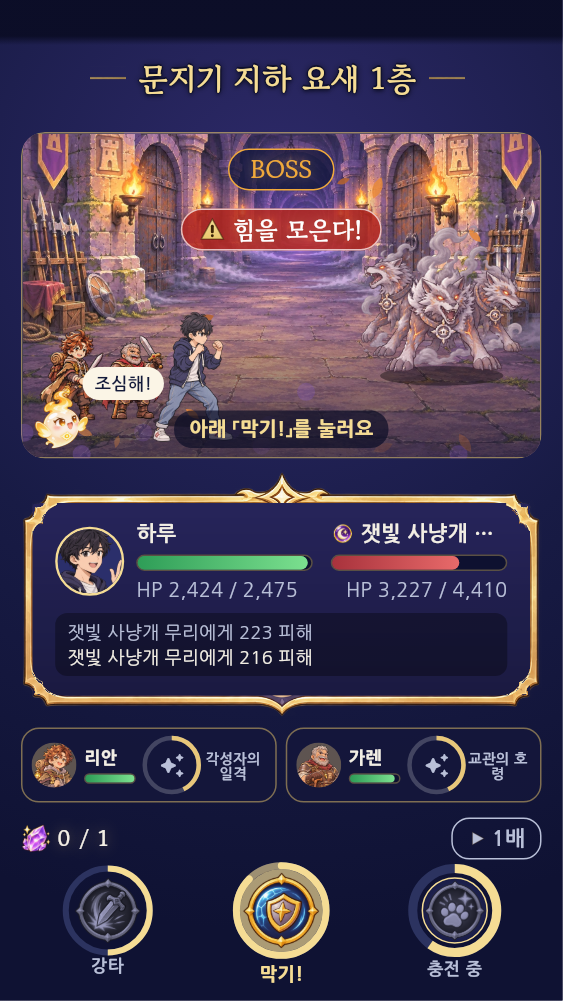 문지기 지하 요새 1층
BOSS
힘을 모은다!
조심해!
아래 「막기!」를 눌러요
하루
잿빛 사냥개 …
HP 2,424 / 2,475
HP 3,227 / 4,410
잿빛 사냥개 무리에게 223 피해
잿빛 사냥개 무리에게 216 피해
리안
각성자의
일격
가렌
교관의 호
령
0 / 1
1배
강타
막기!
충전 중